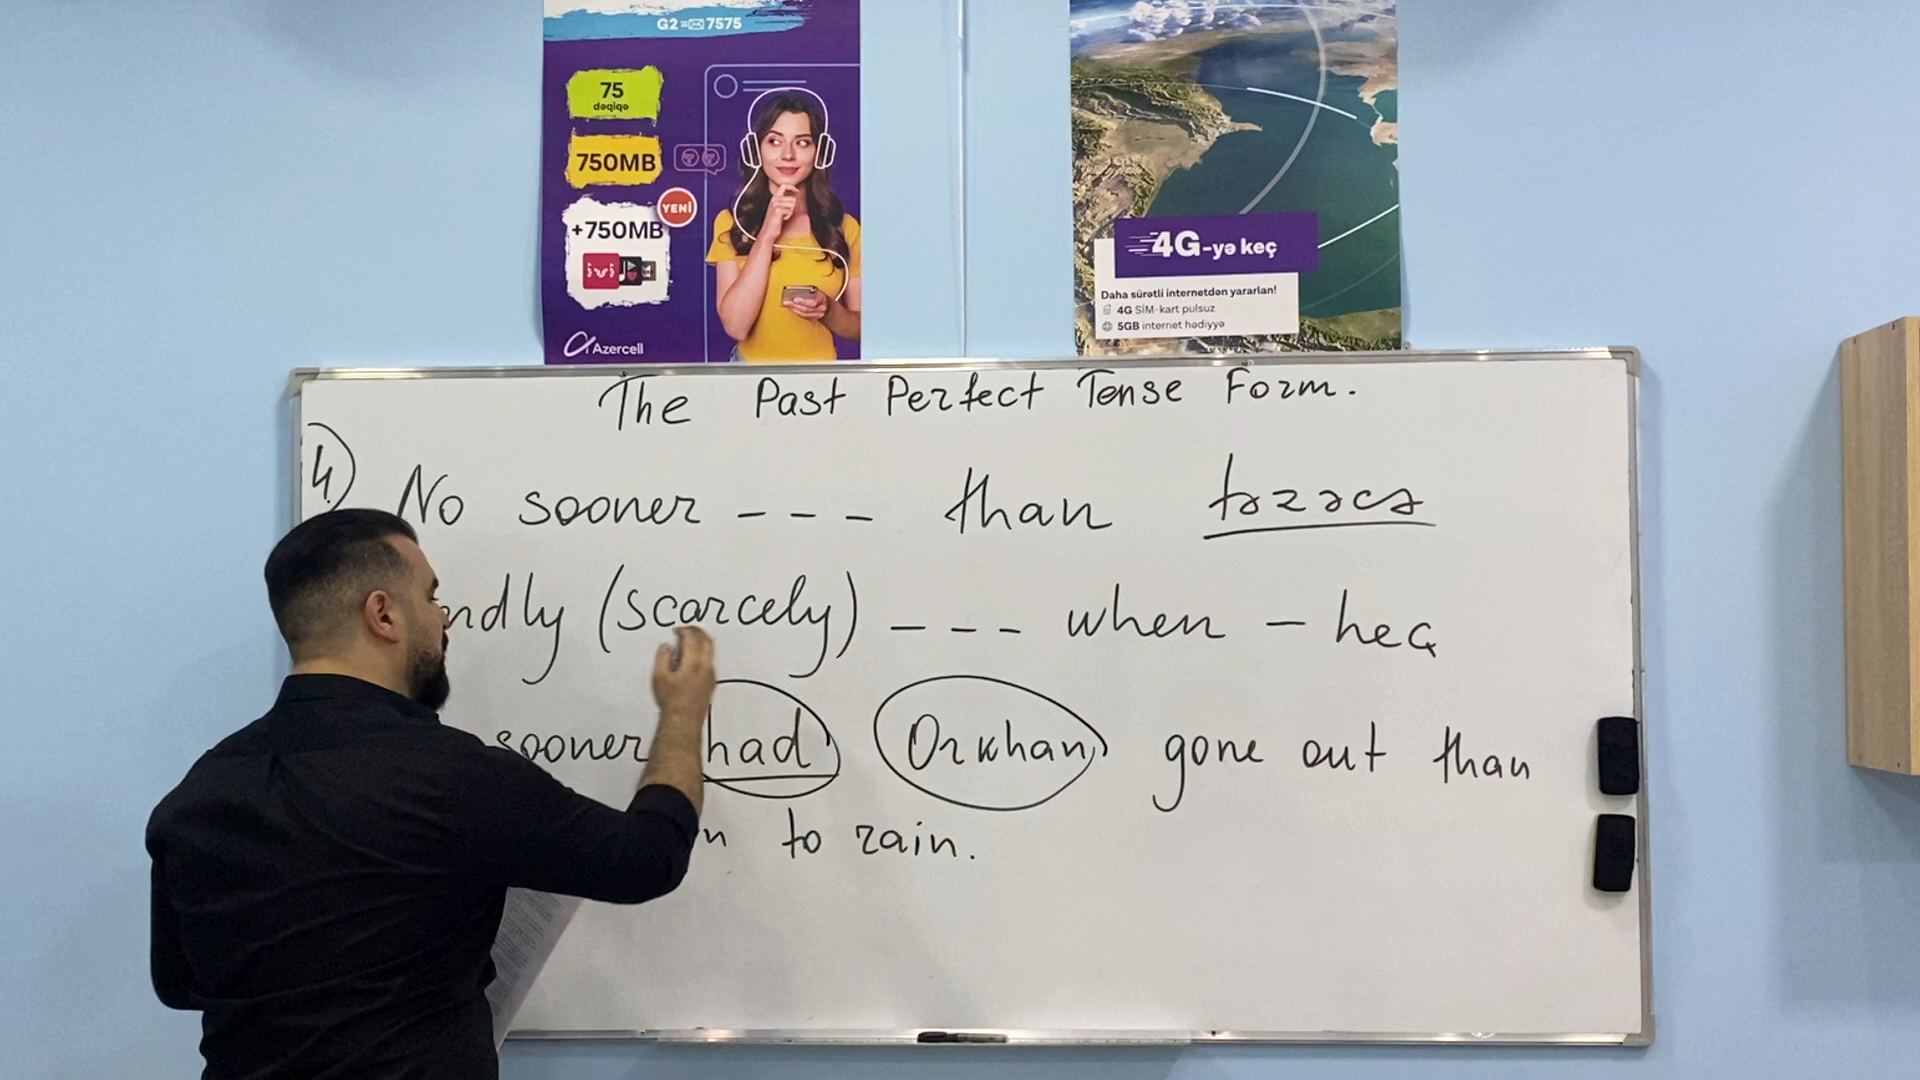 G2=✉7575
75
dəqiqə
750MB
YENİ
+750MB
ivi
Azercell
4G-yə keç
Daha sürətli internetdən yararlan!
4G SİM-kart pulsuz
5GB internet hədiyyə
The Past Perfect Tense Form.
4) No sooner - - - than təzəcə
ndly (scarcely) - - - when - heç
sooner had Orkhan gone out than
n to rain.